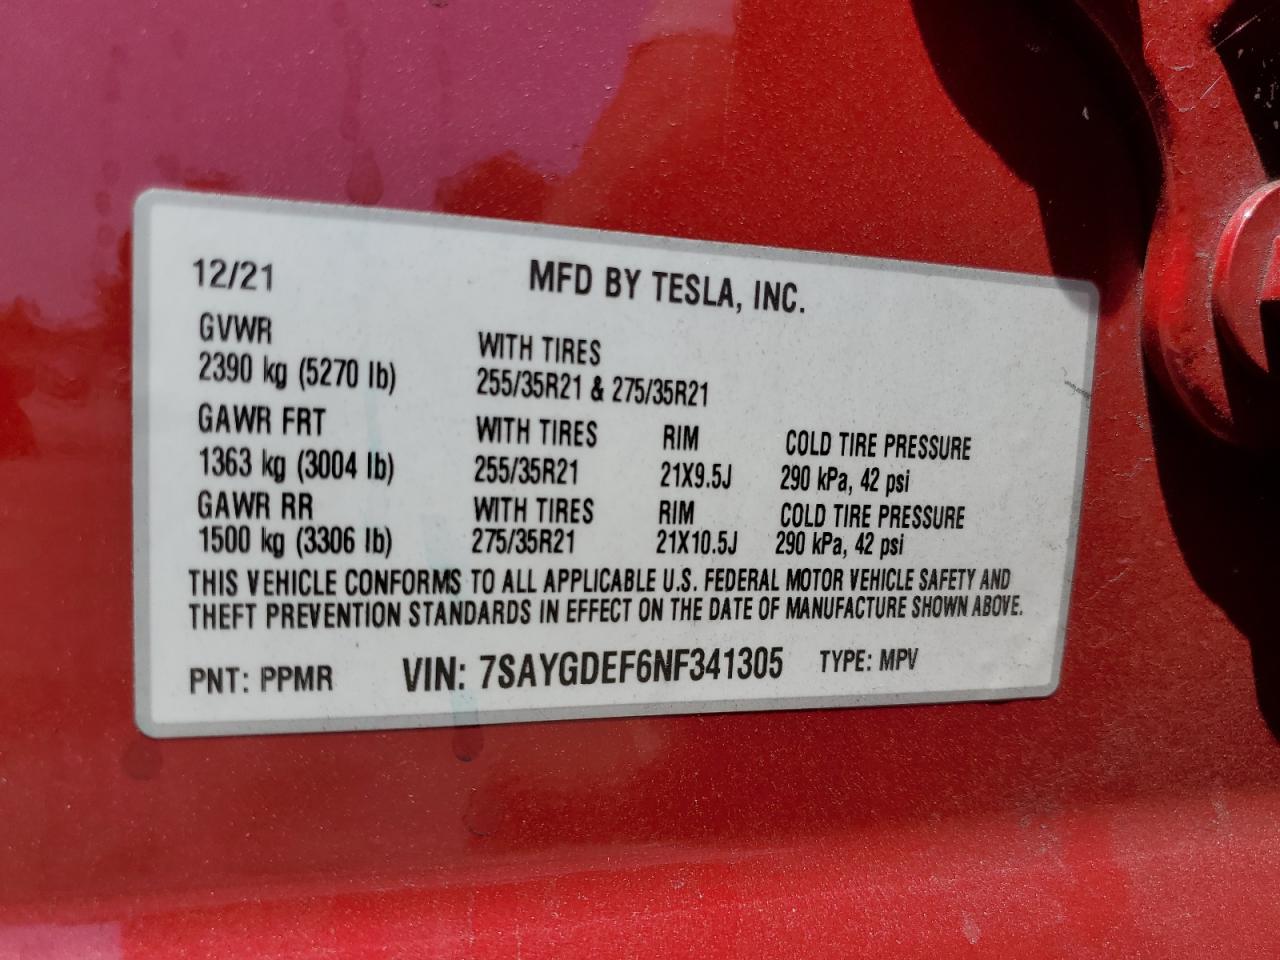 12/21 MFD BY TESLA, INC.
GVWR WITH TIRES
2390 kg (5270 lb) 255/35R21 & 275/35R21
GAWR FRT WITH TIRES RIM COLD TIRE PRESSURE
1363 kg (3004 lb) 255/35R21 21X9.5J 290 kPa, 42 psi
GAWR RR WITH TIRES RIM COLD TIRE PRESSURE
1500 kg (3306 lb) 275/35R21 21X10.5J 290 kPa, 42 psi
THIS VEHICLE CONFORMS TO ALL APPLICABLE U.S. FEDERAL MOTOR VEHICLE SAFETY AND
THEFT PREVENTION STANDARDS IN EFFECT ON THE DATE OF MANUFACTURE SHOWN ABOVE.
PNT: PPMR VIN: 7SAYGDEF6NF341305 TYPE: MPV